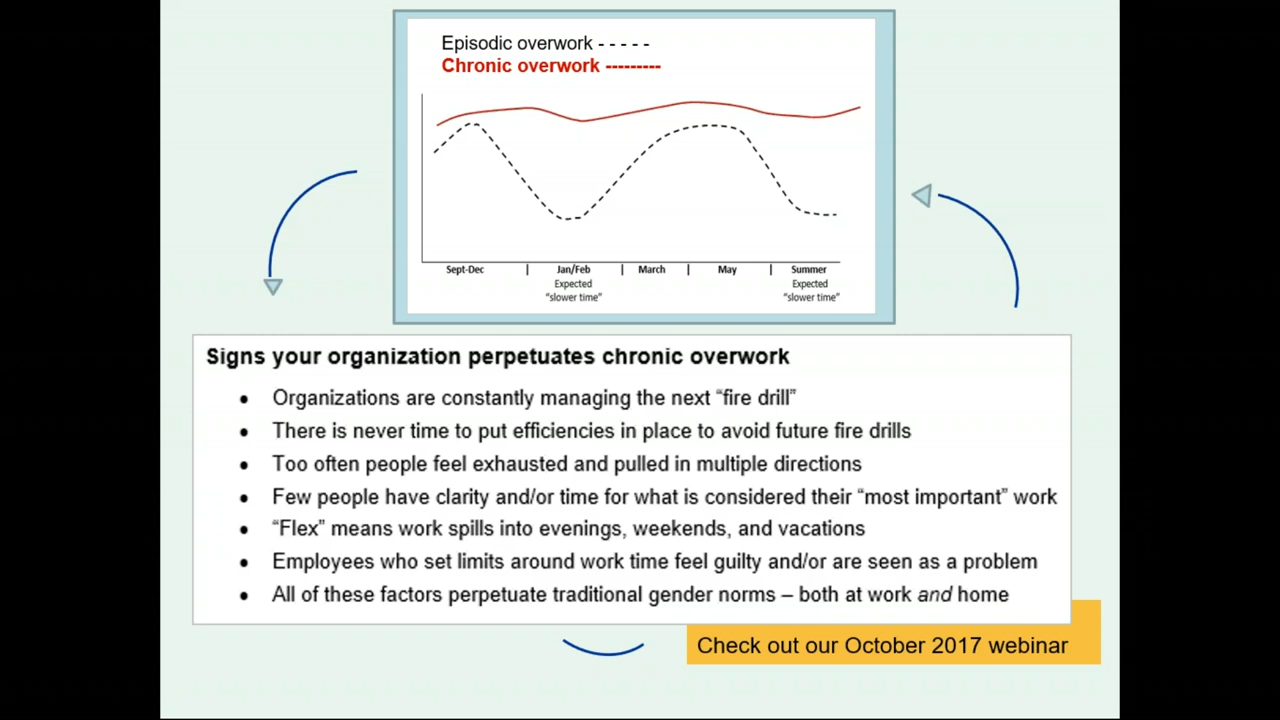 Episodic overwork - - - - -
Chronic overwork ---------
Sept-Dec | Jan/Feb | March | May | Summer
Expected Expected
“slower time” “slower time”
Signs your organization perpetuates chronic overwork
• Organizations are constantly managing the next “fire drill”
• There is never time to put efficiencies in place to avoid future fire drills
• Too often people feel exhausted and pulled in multiple directions
• Few people have clarity and/or time for what is considered their “most important” work
• “Flex” means work spills into evenings, weekends, and vacations
• Employees who set limits around work time feel guilty and/or are seen as a problem
• All of these factors perpetuate traditional gender norms – both at work and home
Check out our October 2017 webinar